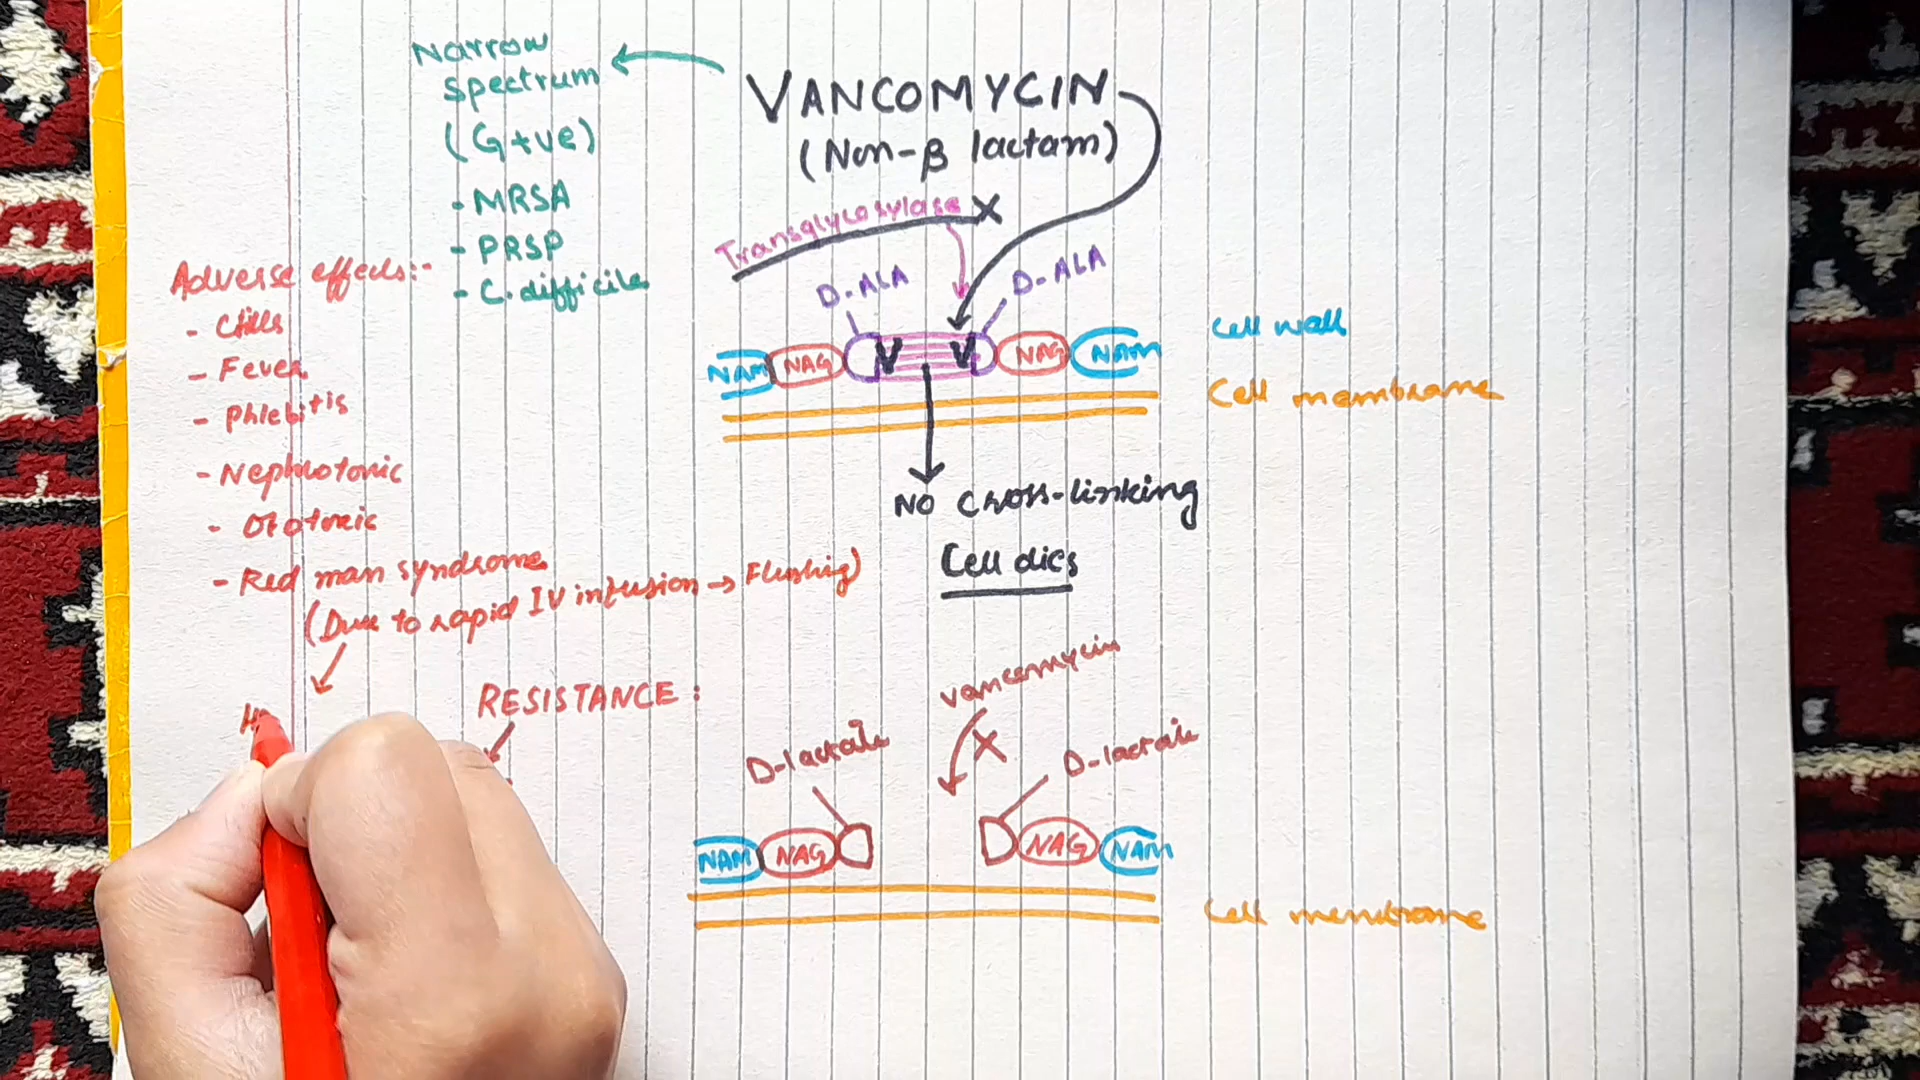 Narrow
spectrum
(G+ve)
- MRSA
- PRSP
- C. difficile
VANCOMYCIN
(Non-β lactam)
Transglycosylase X
D-ALA
D-ALA
NAM NAG V V NAG NAM
Cell wall
Cell membrane
NO Cross-linking
Cell dies
Adverse effects:-
- Chills
- Fever
- Phlebitis
- Nephrotoxic
- Ototoxic
- Red man syndrome
(Due to rapid IV infusion → Flushing)
RESISTANCE:
vancomycin
X
D-lactate
D-lactate
NAM NAG NAG NAM
Cell membrane